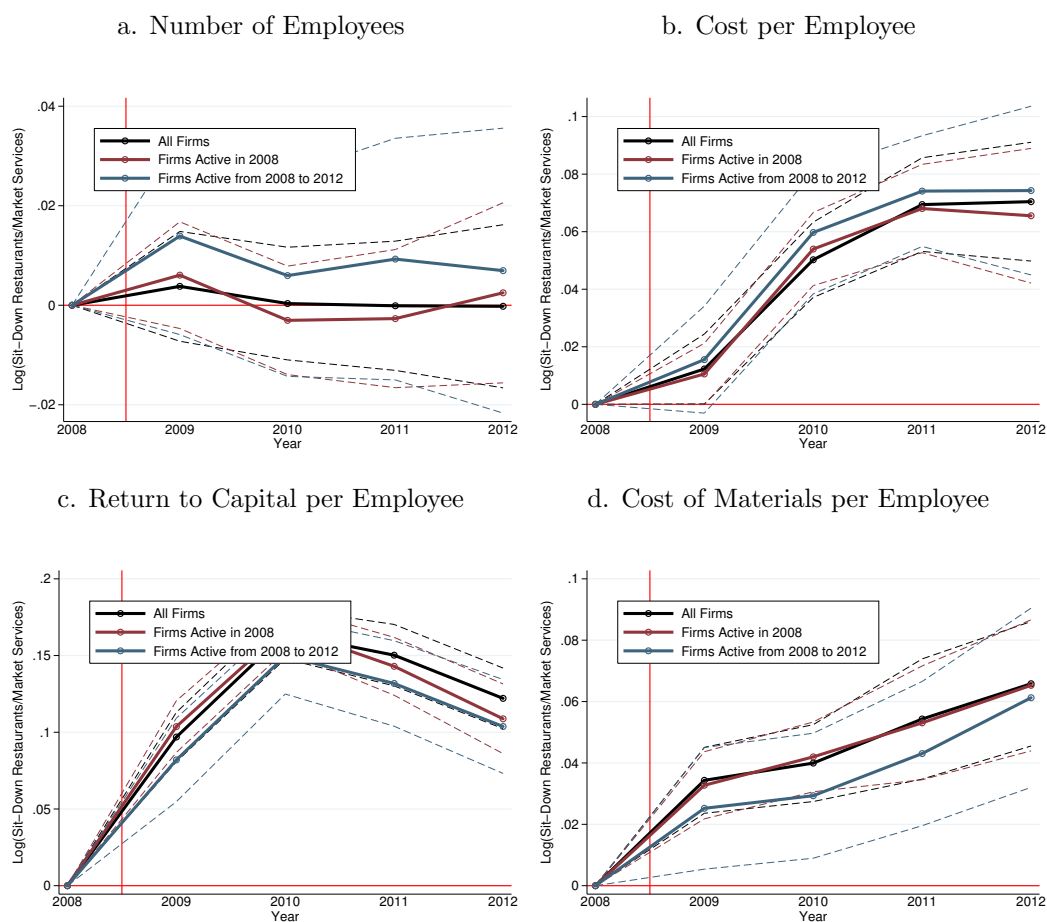 a. Number of Employees
Log(Sit−Down Restaurants/Market Services)
.04
.02
0
−.02
All Firms
Firms Active in 2008
Firms Active from 2008 to 2012
2008 2009 2010 2011 2012
Year
b. Cost per Employee
Log(Sit−Down Restaurants/Market Services)
.1
.08
.06
.04
.02
0
All Firms
Firms Active in 2008
Firms Active from 2008 to 2012
2008 2009 2010 2011 2012
Year
c. Return to Capital per Employee
Log(Sit−Down Restaurants/Market Services)
.2
.15
.1
.05
0
All Firms
Firms Active in 2008
Firms Active from 2008 to 2012
2008 2009 2010 2011 2012
Year
d. Cost of Materials per Employee
Log(Sit−Down Restaurants/Market Services)
.1
.08
.06
.04
.02
0
All Firms
Firms Active in 2008
Firms Active from 2008 to 2012
2008 2009 2010 2011 2012
Year